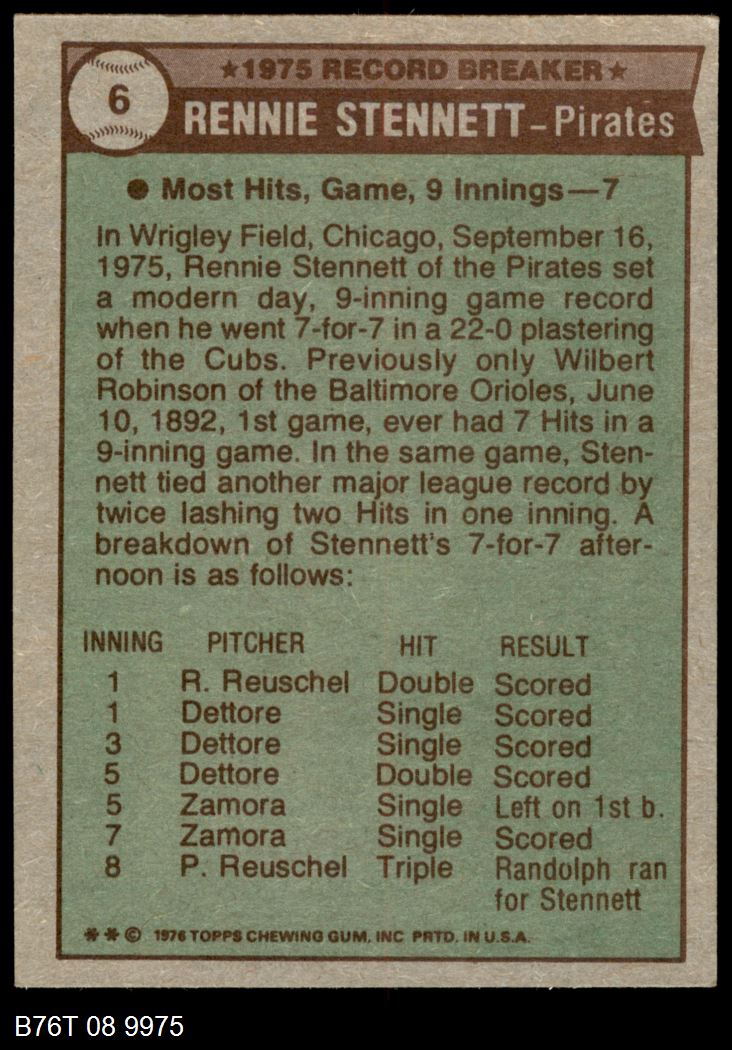 6
★1975 RECORD BREAKER★
RENNIE STENNETT–Pirates
● Most Hits, Game, 9 Innings—7
In Wrigley Field, Chicago, September 16,
1975, Rennie Stennett of the Pirates set
a modern day, 9-inning game record
when he went 7-for-7 in a 22-0 plastering
of the Cubs. Previously only Wilbert
Robinson of the Baltimore Orioles, June
10, 1892, 1st game, ever had 7 Hits in a
9-inning game. In the same game, Sten-
nett tied another major league record by
twice lashing two Hits in one inning. A
breakdown of Stennett's 7-for-7 after-
noon is as follows:
INNING PITCHER HIT RESULT
1 R. Reuschel Double Scored
1 Dettore Single Scored
3 Dettore Single Scored
5 Dettore Double Scored
5 Zamora Single Left on 1st b.
7 Zamora Single Scored
8 P. Reuschel Triple Randolph ran
for Stennett
** © 1976 TOPPS CHEWING GUM, INC PRTD. IN U.S.A.
B76T 08 9975